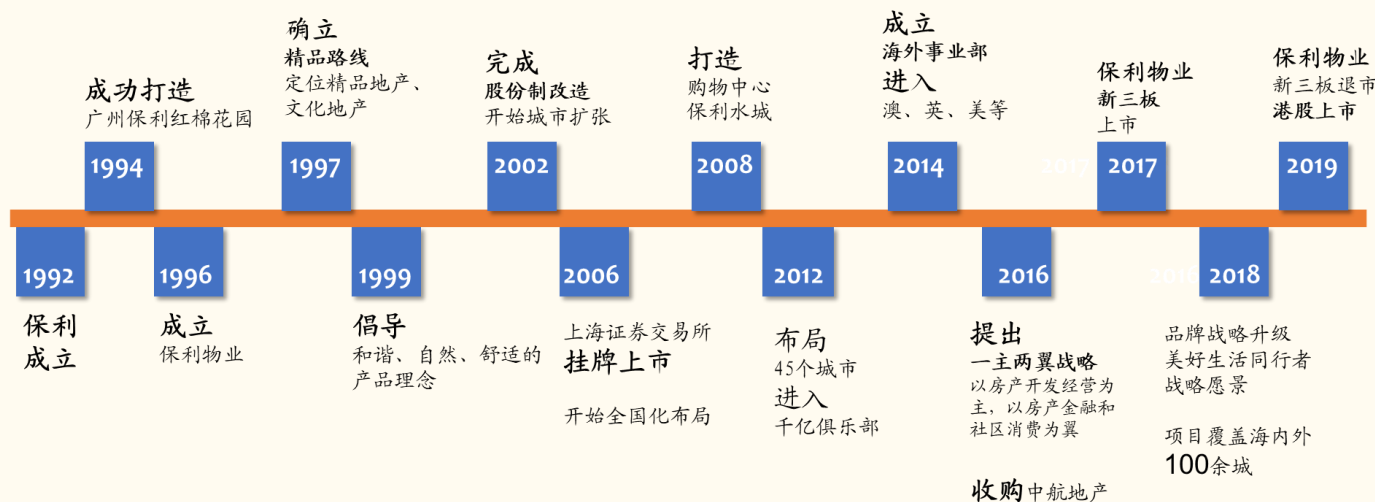 成功打造
广州保利红棉花园
1994
确立
精品路线
定位精品地产、
文化地产
1997
完成
股份制改造
开始城市扩张
2002
打造
购物中心
保利水城
2008
成立
海外事业部
进入
澳、英、美等
2014
保利物业
新三板
上市
2017
2017
保利物业
新三板退市
港股上市
2019
1992
保利
成立
1996
成立
保利物业
1999
倡导
和谐、自然、舒适的
产品理念
2006
上海证券交易所
挂牌上市
开始全国化布局
2012
布局
45个城市
进入
千亿俱乐部
2016
提出
一主两翼战略
以房产开发经营为
主，以房产金融和
社区消费为翼
收购中航地产
2018
品牌战略升级
美好生活同行者
战略愿景
项目覆盖海内外
100余城